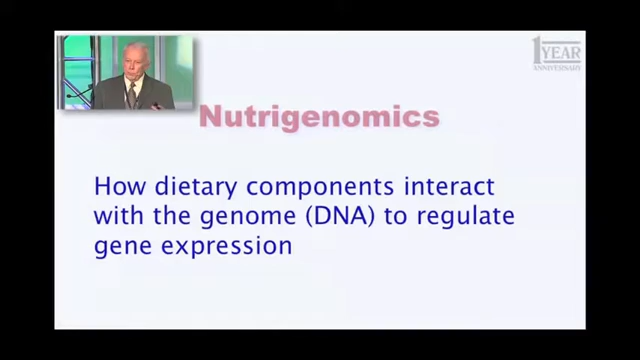 1 YEAR
ANNIVERSARY
Nutrigenomics
How dietary components interact
with the genome (DNA) to regulate
gene expression